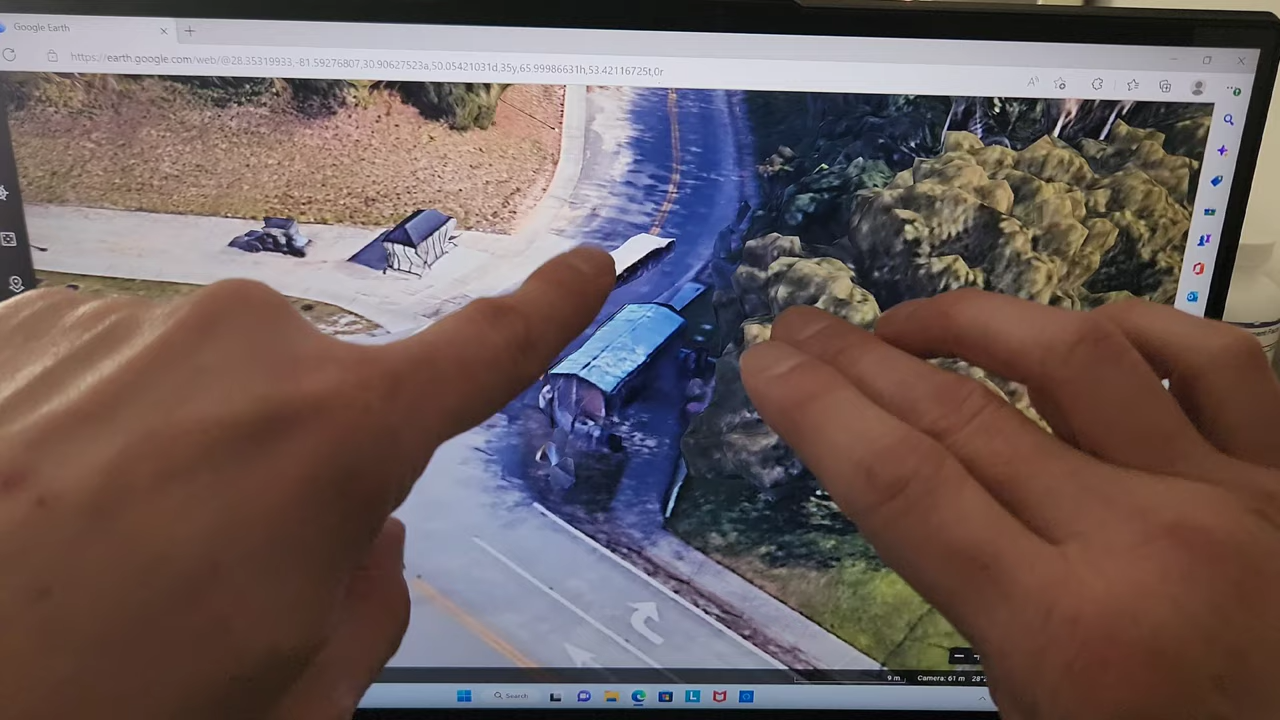 Google Earth
https://earth.google.com/web/@28.35319933,-81.59276807,30.90627523a,50.05421031d,35y,65.99986631h,53.42116725t,0r
9 m
Camera: 61 m
Search